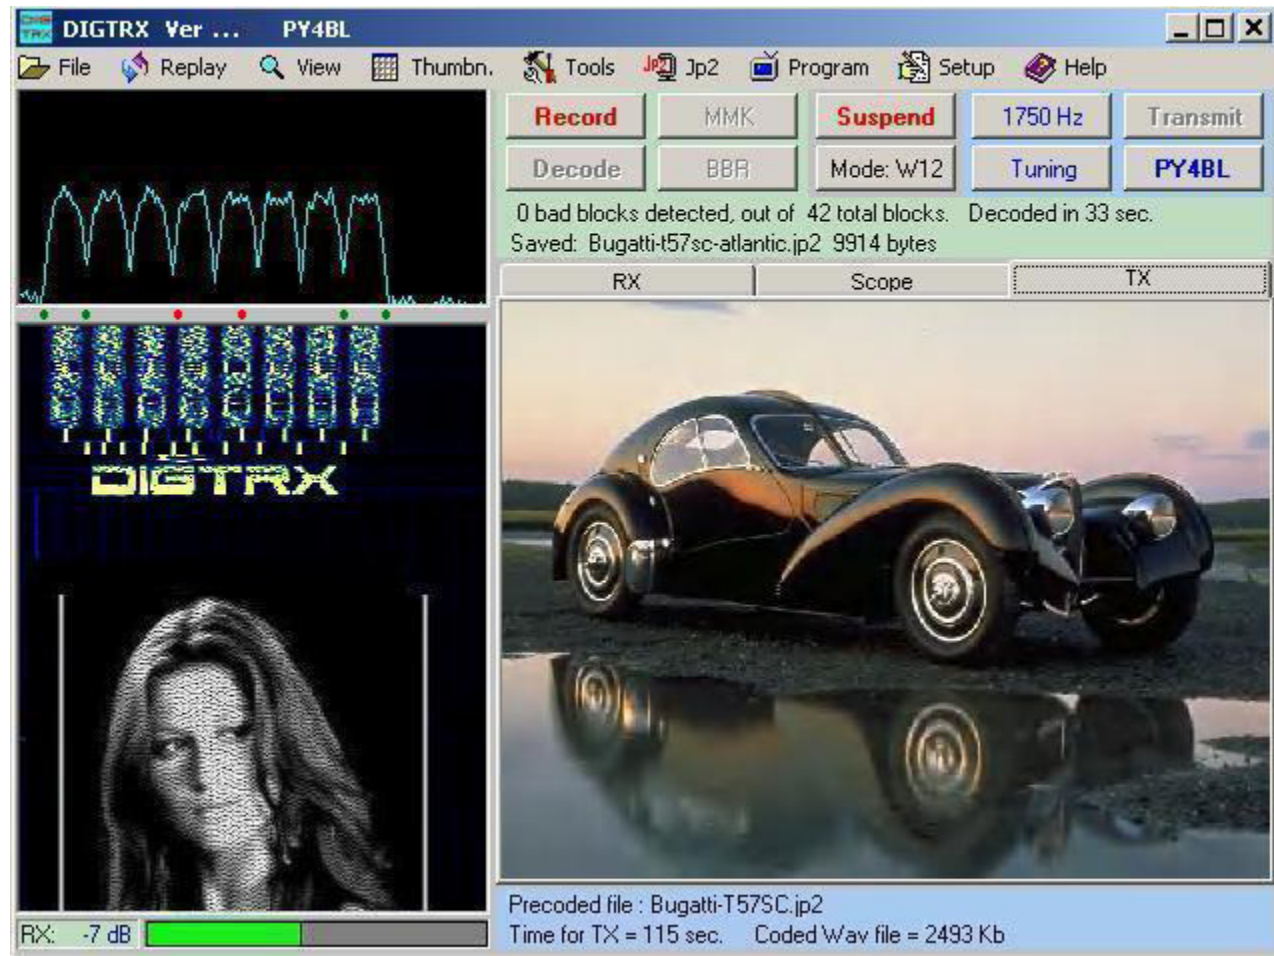 DIGTRX Ver ... PY4BL
File Replay View Thumbn. Tools Jp2 Program Setup Help
Record MMK Suspend 1750 Hz Transmit
Decode BBR Mode: W12 Tuning PY4BL
0 bad blocks detected, out of 42 total blocks. Decoded in 33 sec.
Saved: Bugatti-t57sc-atlantic.jp2 9914 bytes
RX Scope TX
DIGTRX
Precoded file : Bugatti-T57SC.jp2
Time for TX = 115 sec. Coded Wav file = 2493 Kb
RX: -7 dB